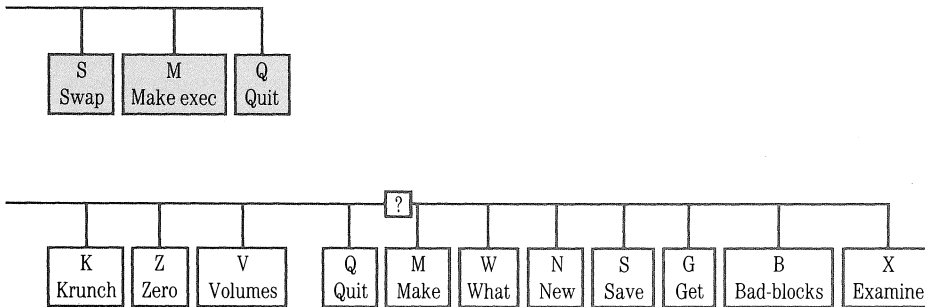 S M Q
Swap Make exec Quit
?
K Z V Q M W N S G B X
Krunch Zero Volumes Quit Make What New Save Get Bad-blocks Examine